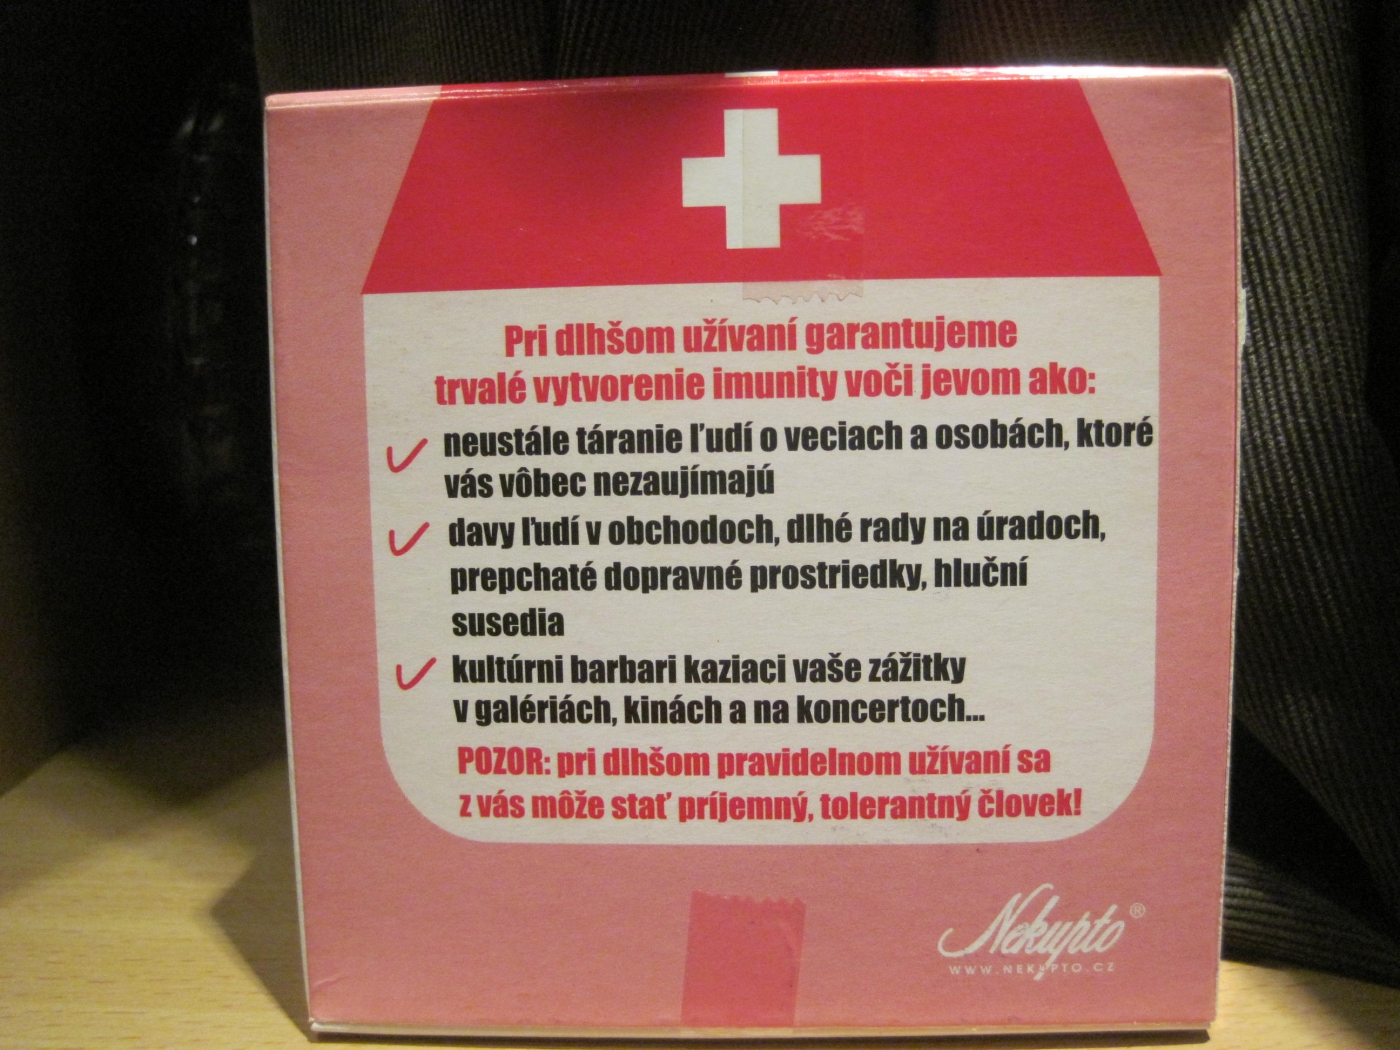 Pri dlhšom užívaní garantujeme
trvalé vytvorenie imunity voči jevom ako:
neustále táranie ľudí o veciach a osobách, ktoré
vás vôbec nezaujímajú
davy ľudí v obchodoch, dlhé rady na úradoch,
prepchaté dopravné prostriedky, hluční
susedia
kultúrni barbari kaziaci vaše zážitky
v galériách, kinách a na koncertoch...
POZOR: pri dlhšom pravidelnom užívaní sa
z vás môže stať príjemný, tolerantný človek!
Nekupto®
WWW.NEKUPTO.CZ